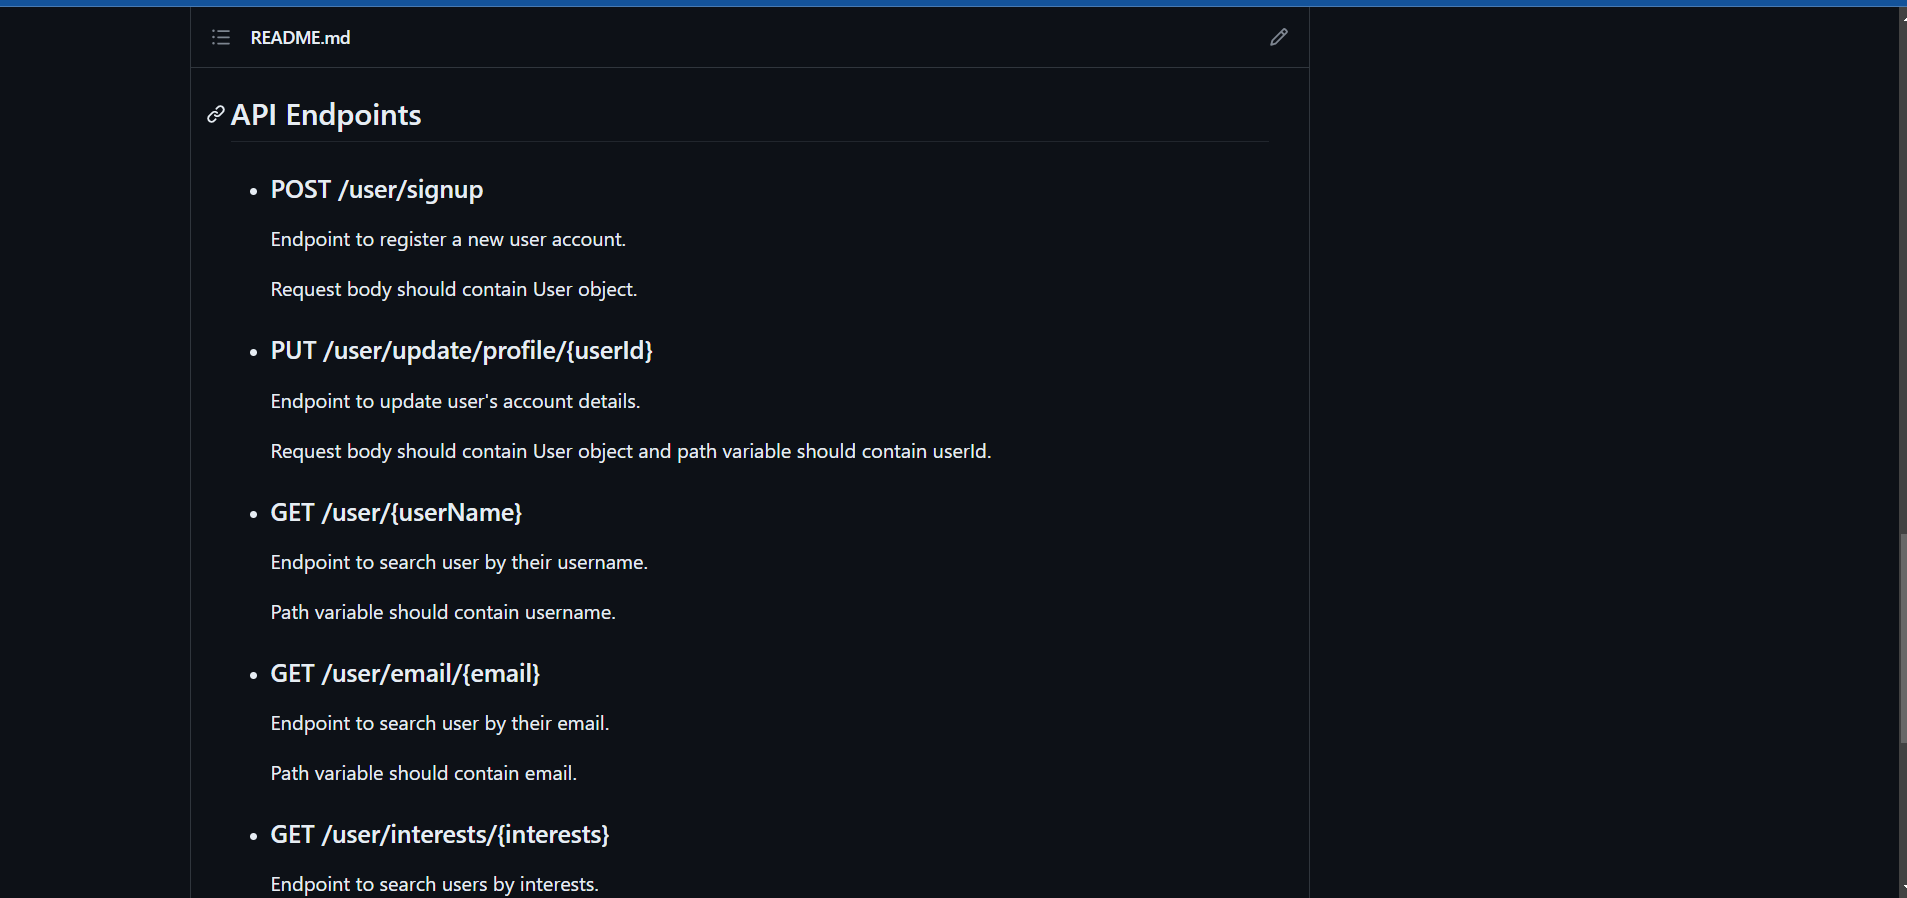 README.md
API Endpoints
POST /user/signup
Endpoint to register a new user account.
Request body should contain User object.
PUT /user/update/profile/{userId}
Endpoint to update user's account details.
Request body should contain User object and path variable should contain userId.
GET /user/{userName}
Endpoint to search user by their username.
Path variable should contain username.
GET /user/email/{email}
Endpoint to search user by their email.
Path variable should contain email.
GET /user/interests/{interests}
Endpoint to search users by interests.